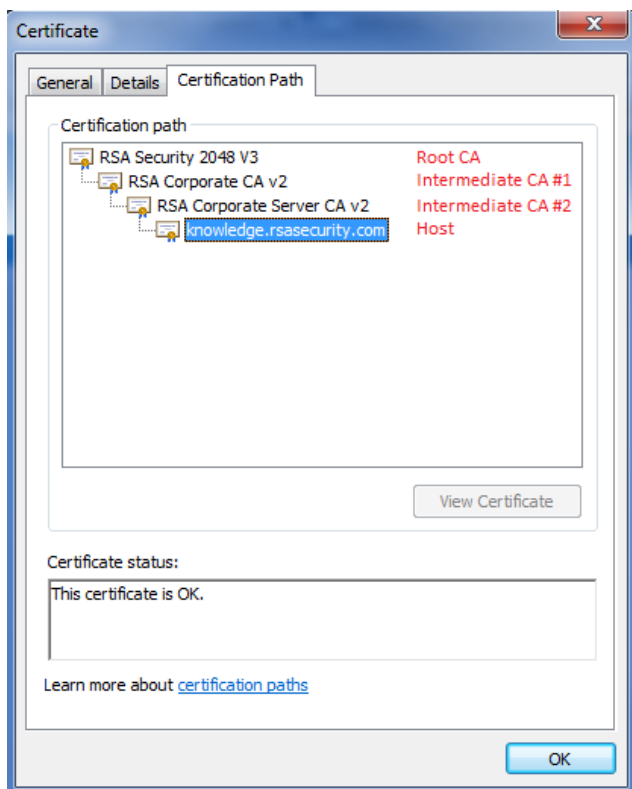 Certificate
General Details Certification Path
Certification path
RSA Security 2048 V3 Root CA
RSA Corporate CA v2 Intermediate CA #1
RSA Corporate Server CA v2 Intermediate CA #2
knowledge.rsasecurity.com Host
View Certificate
Certificate status:
This certificate is OK.
Learn more about certification paths
OK